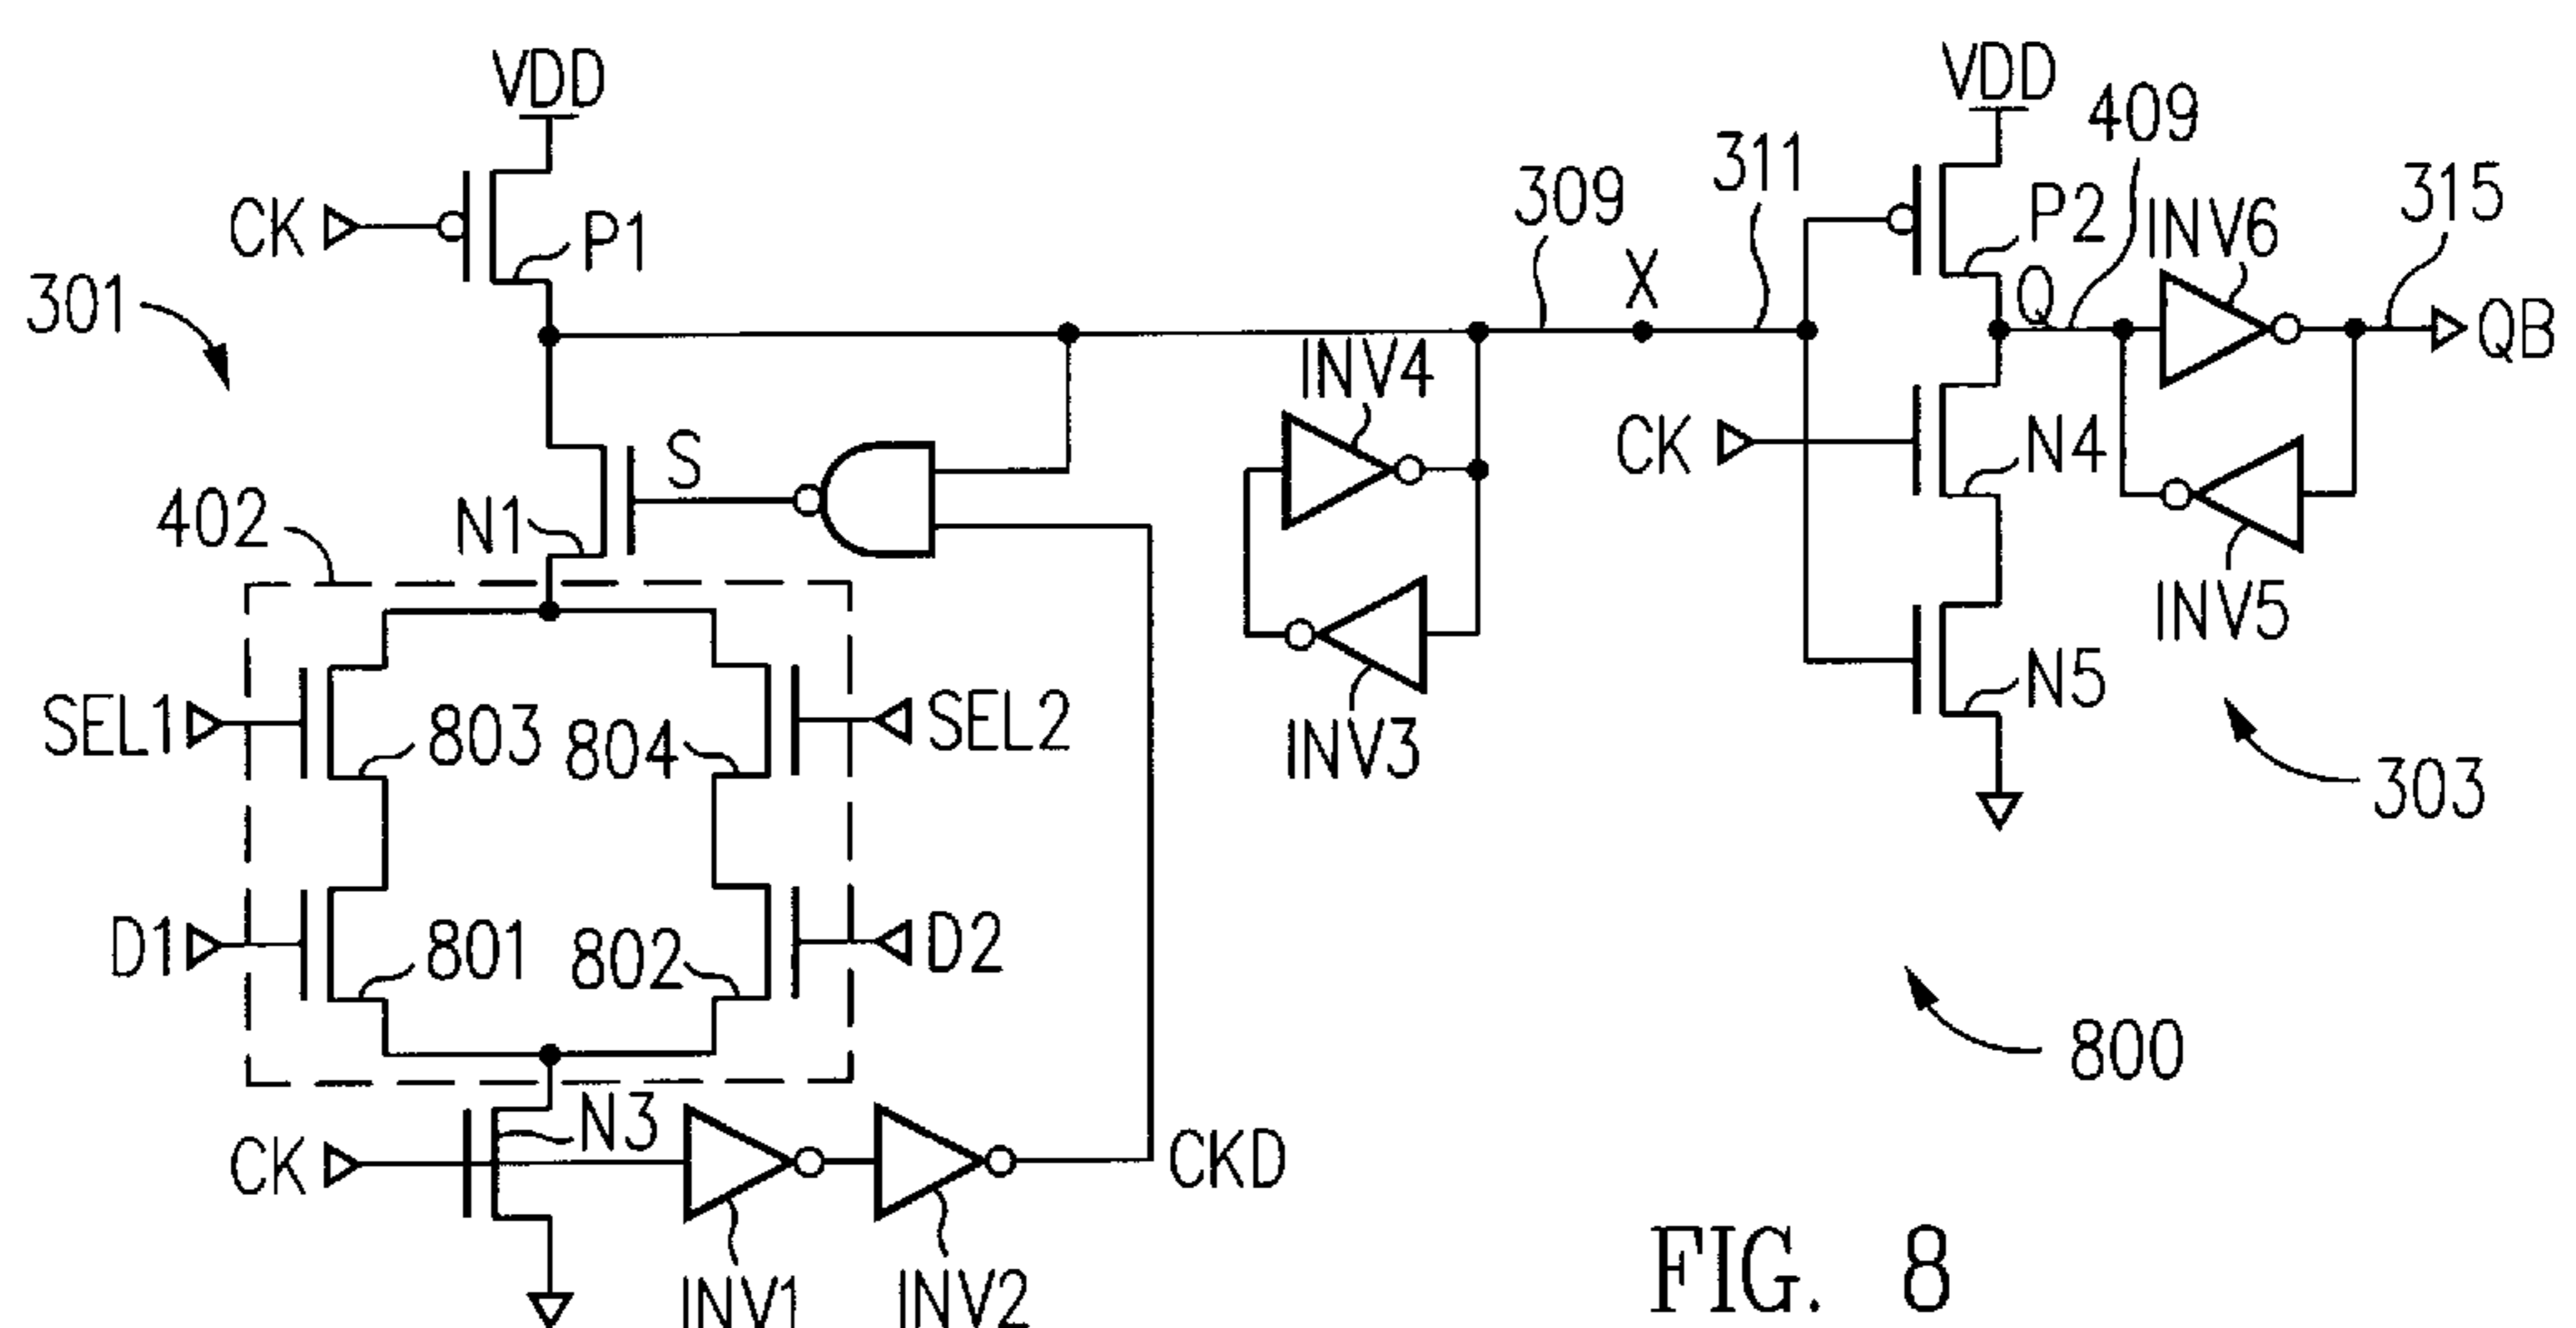 VDD
VDD
409
315
311
309
CK
P1
P2
INV6
X
Q
QB
301
INV4
S
CK
N4
402
N1
INV5
INV3
N5
SEL1
803
804
SEL2
303
D1
801
802
D2
800
N3
CK
CKD
INV1
INV2
FIG. 8